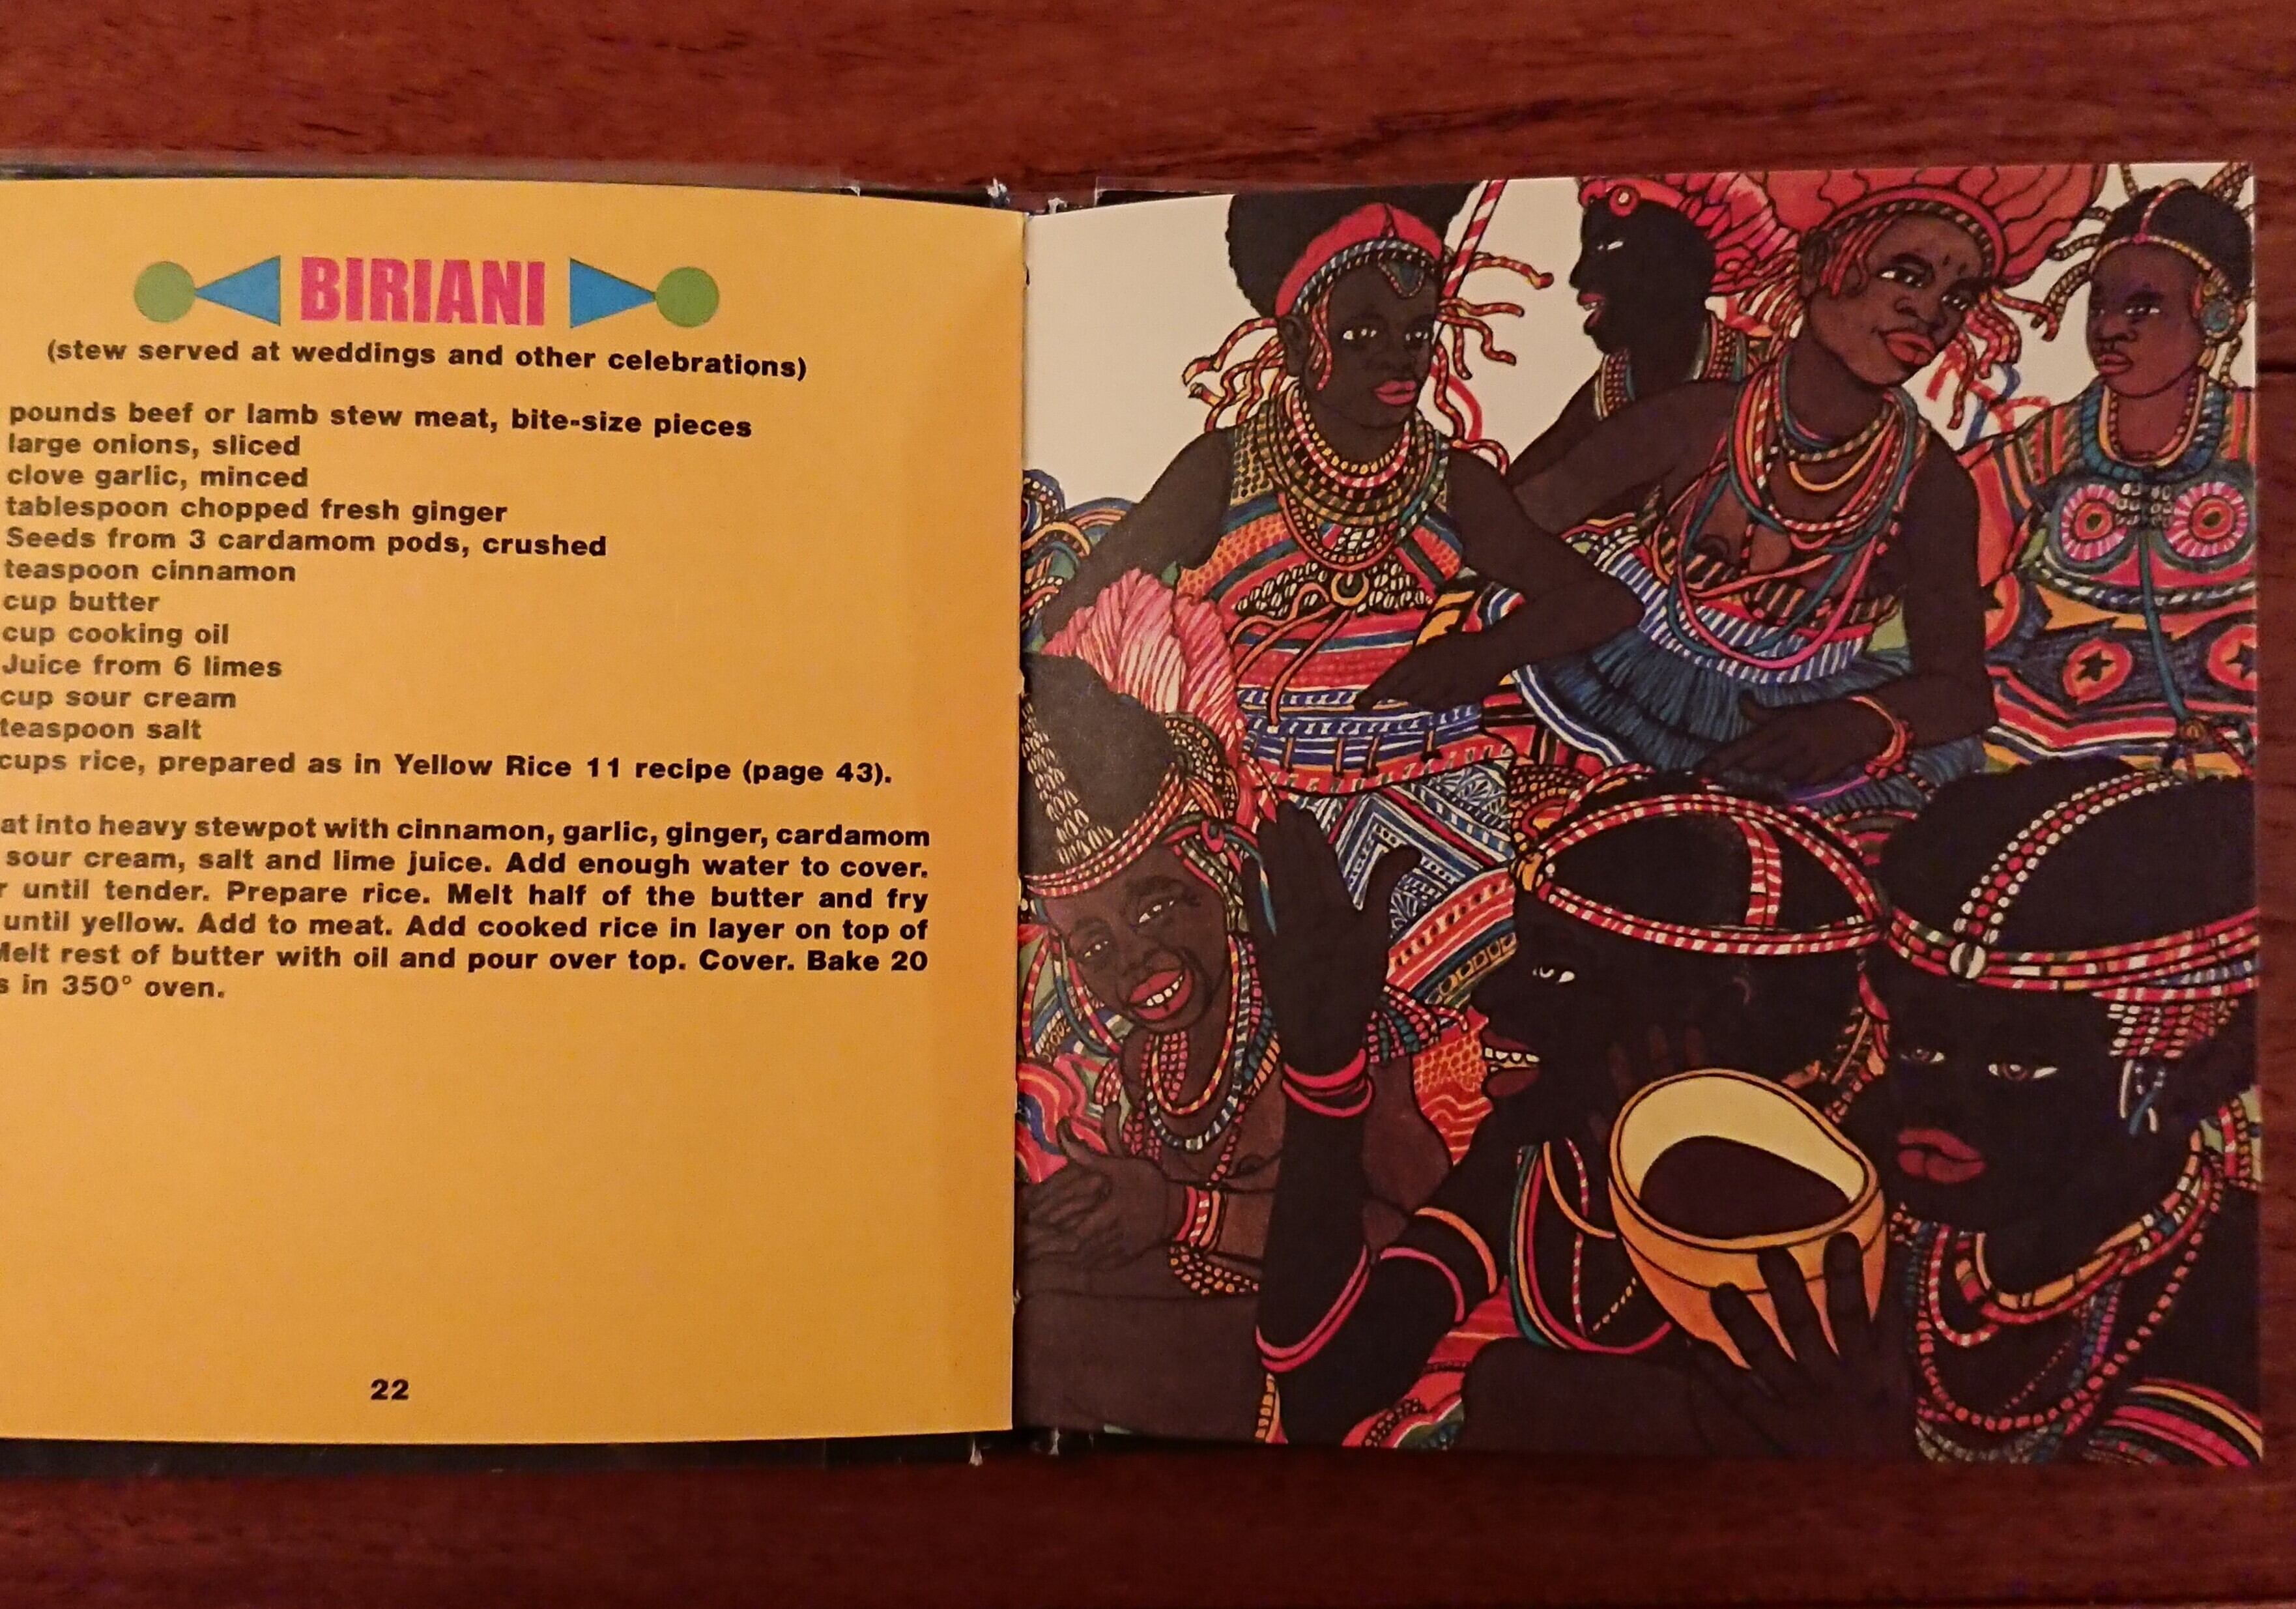 BIRIANI
(stew served at weddings and other celebrations)
pounds beef or lamb stew meat, bite-size pieces
large onions, sliced
clove garlic, minced
tablespoon chopped fresh ginger
Seeds from 3 cardamom pods, crushed
teaspoon cinnamon
cup butter
cup cooking oil
Juice from 6 limes
cup sour cream
teaspoon salt
cups rice, prepared as in Yellow Rice 11 recipe (page 43).
at into heavy stewpot with cinnamon, garlic, ginger, cardamom
sour cream, salt and lime juice. Add enough water to cover.
r until tender. Prepare rice. Melt half of the butter and fry
until yellow. Add to meat. Add cooked rice in layer on top of
Melt rest of butter with oil and pour over top. Cover. Bake 20
s in 350° oven.
22